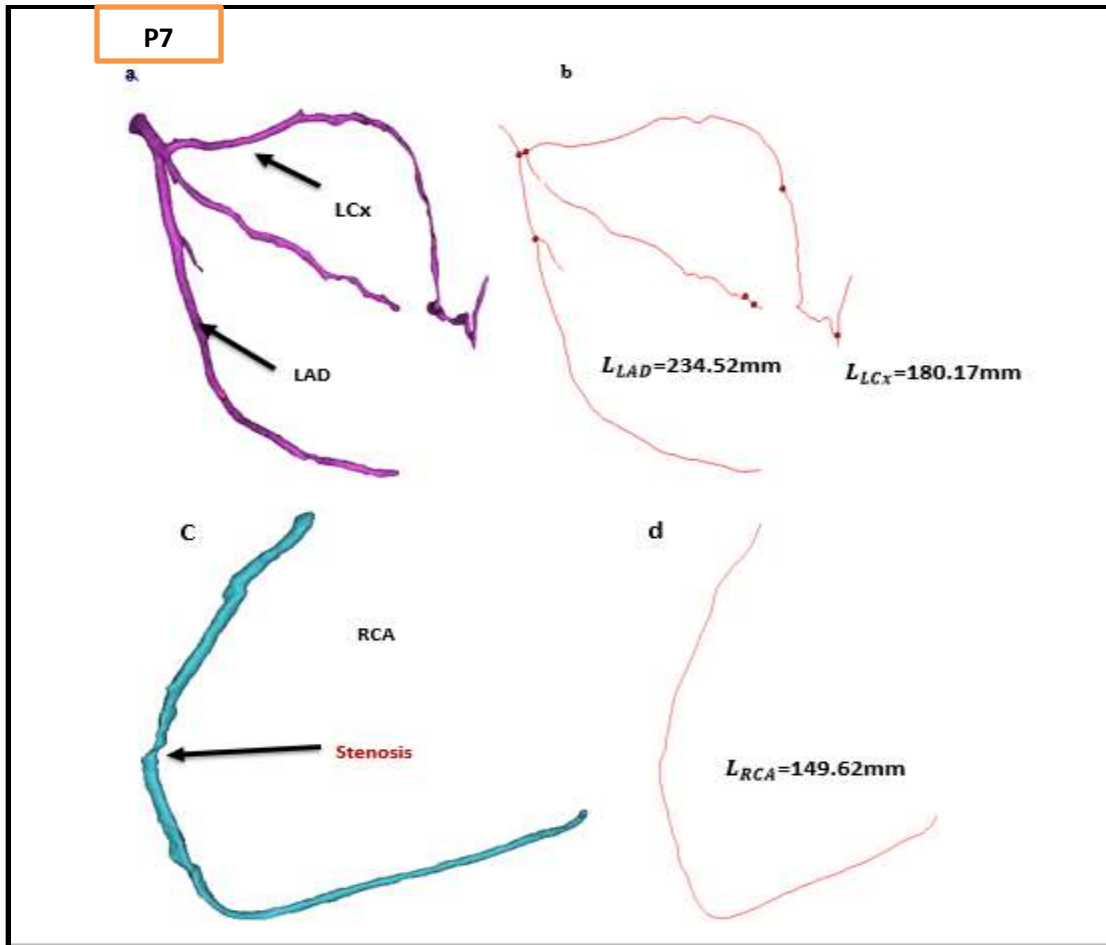 P7
a
b
LCx
LAD
L_LAD=234.52mm
L_LCx=180.17mm
C
d
RCA
Stenosis
L_RCA=149.62mm